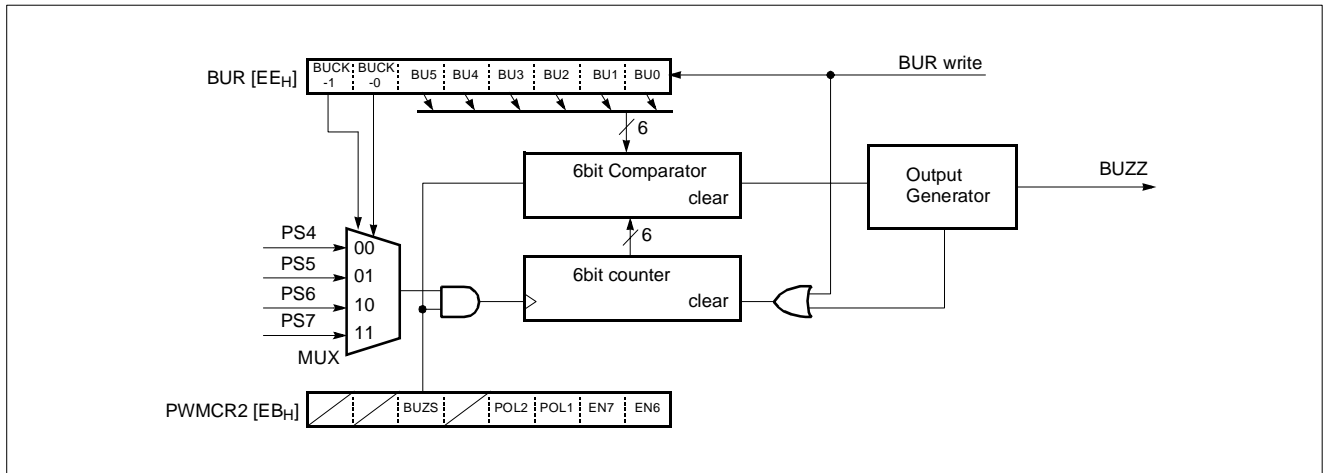 BUR [EEH]
BUCK
-1
BUCK
-0
BU5
BU4
BU3
BU2
BU1
BU0
BUR write
6
6bit Comparator
clear
Output
Generator
BUZZ
6
PS4
PS5
PS6
PS7
00
01
10
11
MUX
6bit counter
clear
PWMCR2 [EBH]
BUZS
POL2
POL1
EN7
EN6